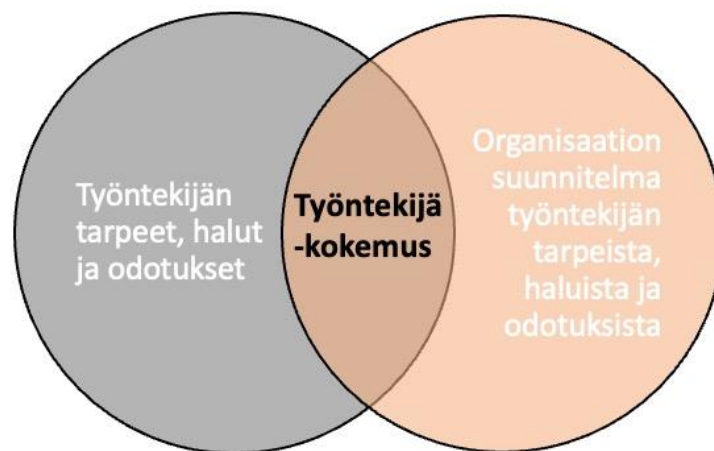 Työntekijän
tarpeet, halut
ja odotukset
Työntekijä
-kokemus
Organisaation
suunnitelma
työntekijän
tarpeista,
haluista ja
odotuksista